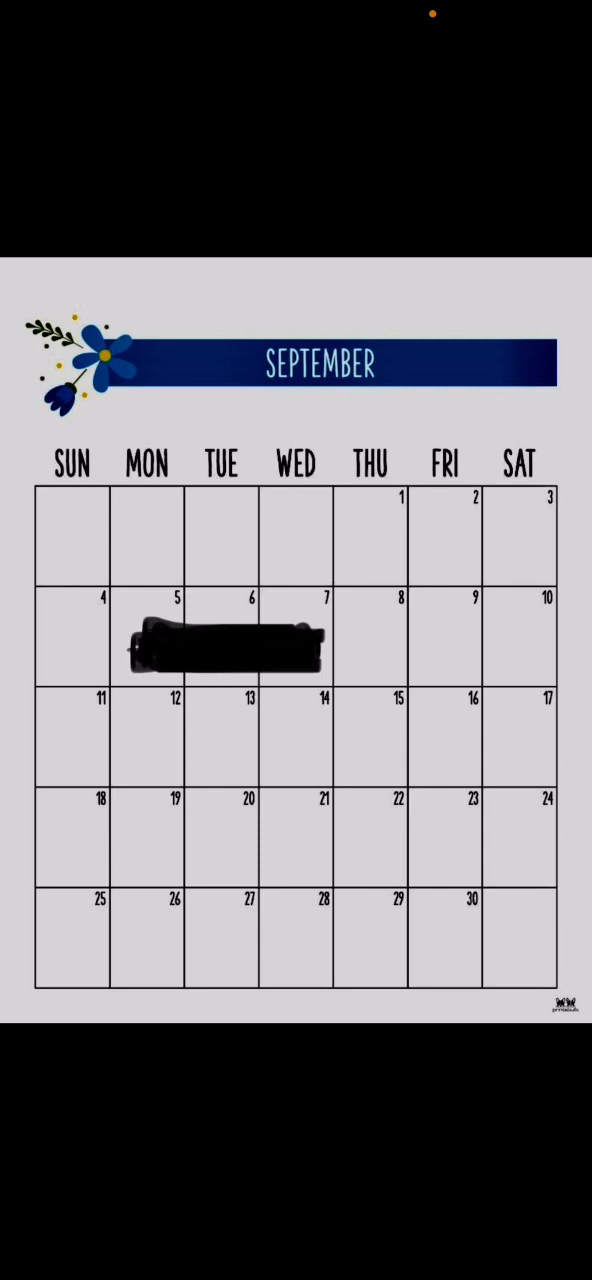 SEPTEMBER
SUN MON TUE WED THU FRI SAT
1 2 3
4 5 6 7 8 9 10
11 12 13 14 15 16 17
18 19 20 21 22 23 24
25 26 27 28 29 30
printabulls